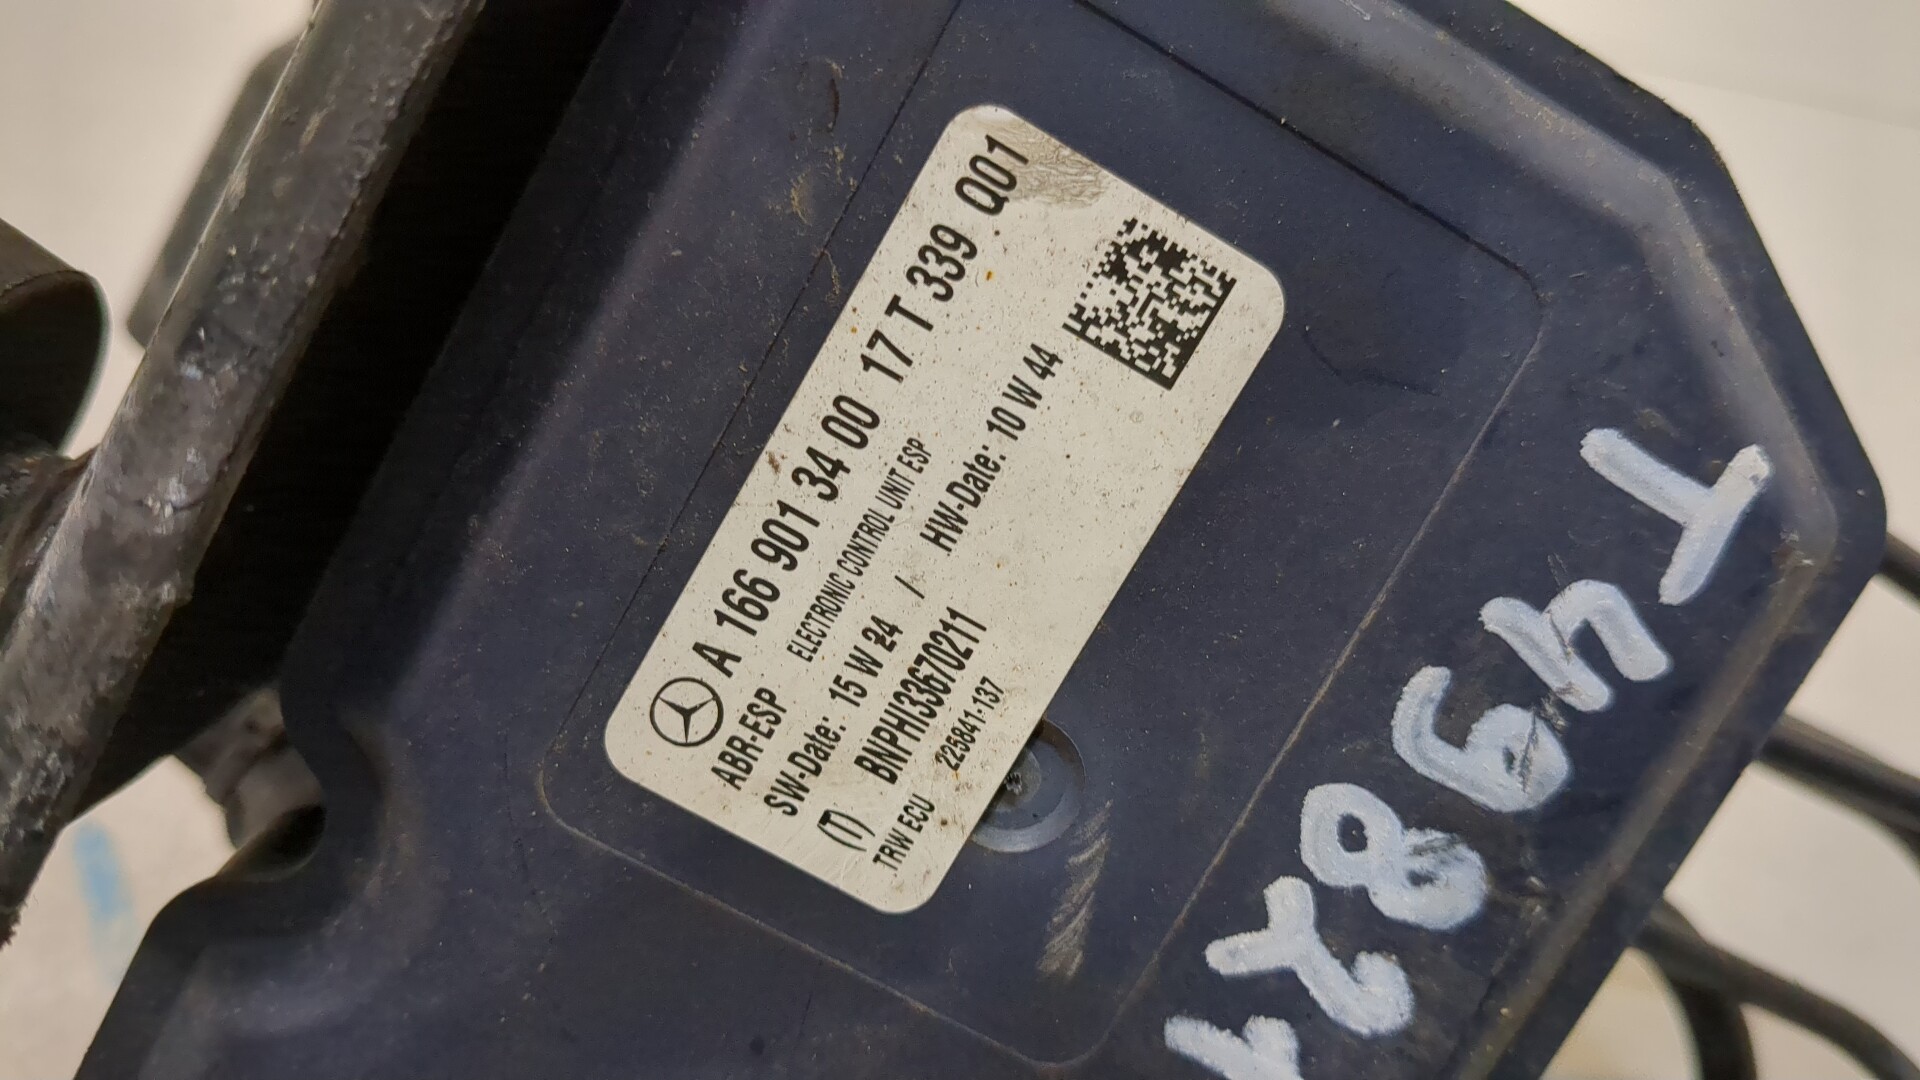 A 166 901 34 00 17 T 339 Q01
ABR-ESP ELECTRONIC CONTROL UNIT ESP
SW-Date: 15 W 24 / HW-Date: 10 W 44
(T) BNPHI33670211
TRW ECU 225841-137